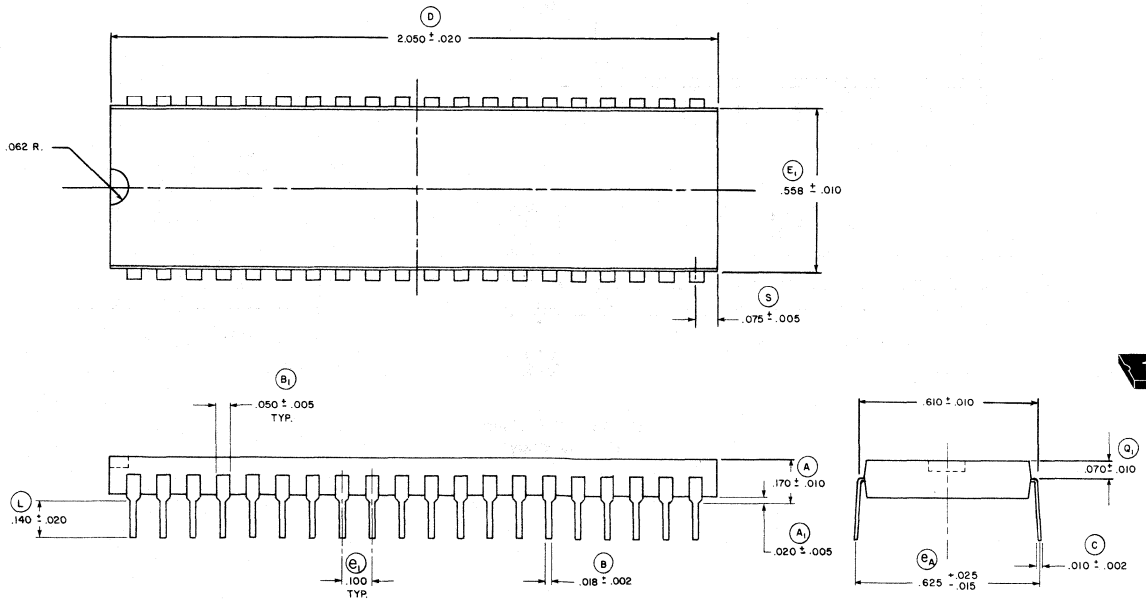 D
2.050 ± .020
.062 R.
E₁
.558 ± .010
S
.075 ± .005
B₁
.050 ± .005
TYP.
.610 ± .010
Q₁
.070 ± .010
A
.170 ± .010
L
.140 ± .020
A₁
.020 ± .005
e₁
.100
TYP.
B
.018 ± .002
eA
.625 +.025 -.015
C
.010 ± .002